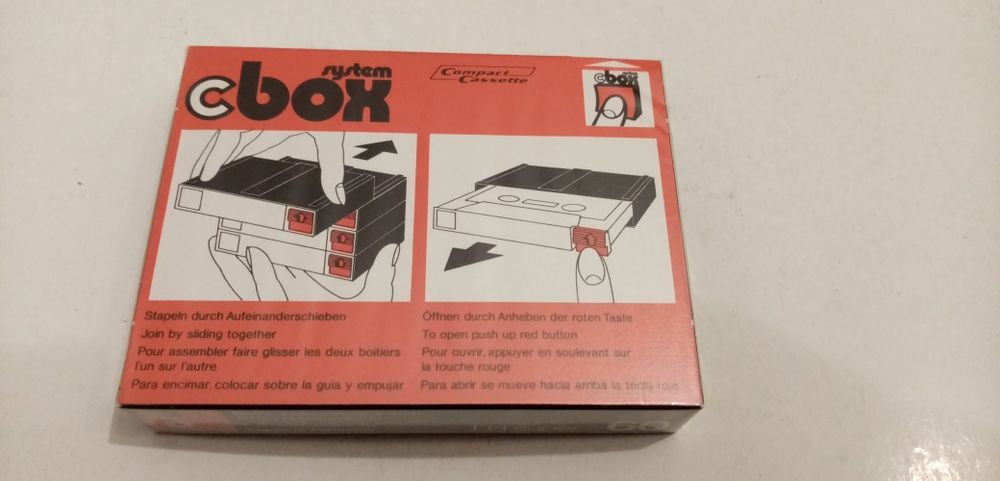 system
cbox
Compact
Cassette
cbox
Stapeln durch Aufeinanderschieben
Join by sliding together
Pour assembler faire glisser les deux boitiers
l'un sur l'autre
Para encimar, colocar sobre la guia y empujar
Öffnen durch Anheben der roten Taste
To open push up red button
Pour ouvrir, appuyer en soulevant sur
la touche rouge
Para abrir se mueve hacia arriba la tecla roja
60